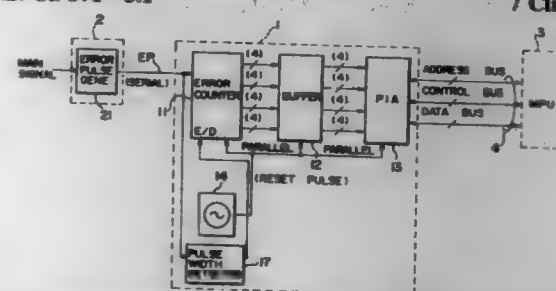 2
1
3
MAIN
SIGNAL
ERROR
PULSE
GENE
21
EP
(SERIAL)
11
ERROR
COUNTER
E/D
(4)
(4)
(4)
(4)
BUFFER
12
(4)
(4)
(4)
(4)
PIA
13
ADDRESS BUS
CONTROL BUS
DATA BUS
4
MPU
PARALLEL
PARALLEL
(RESET PULSE)
14
PULSE
WIDTH
17